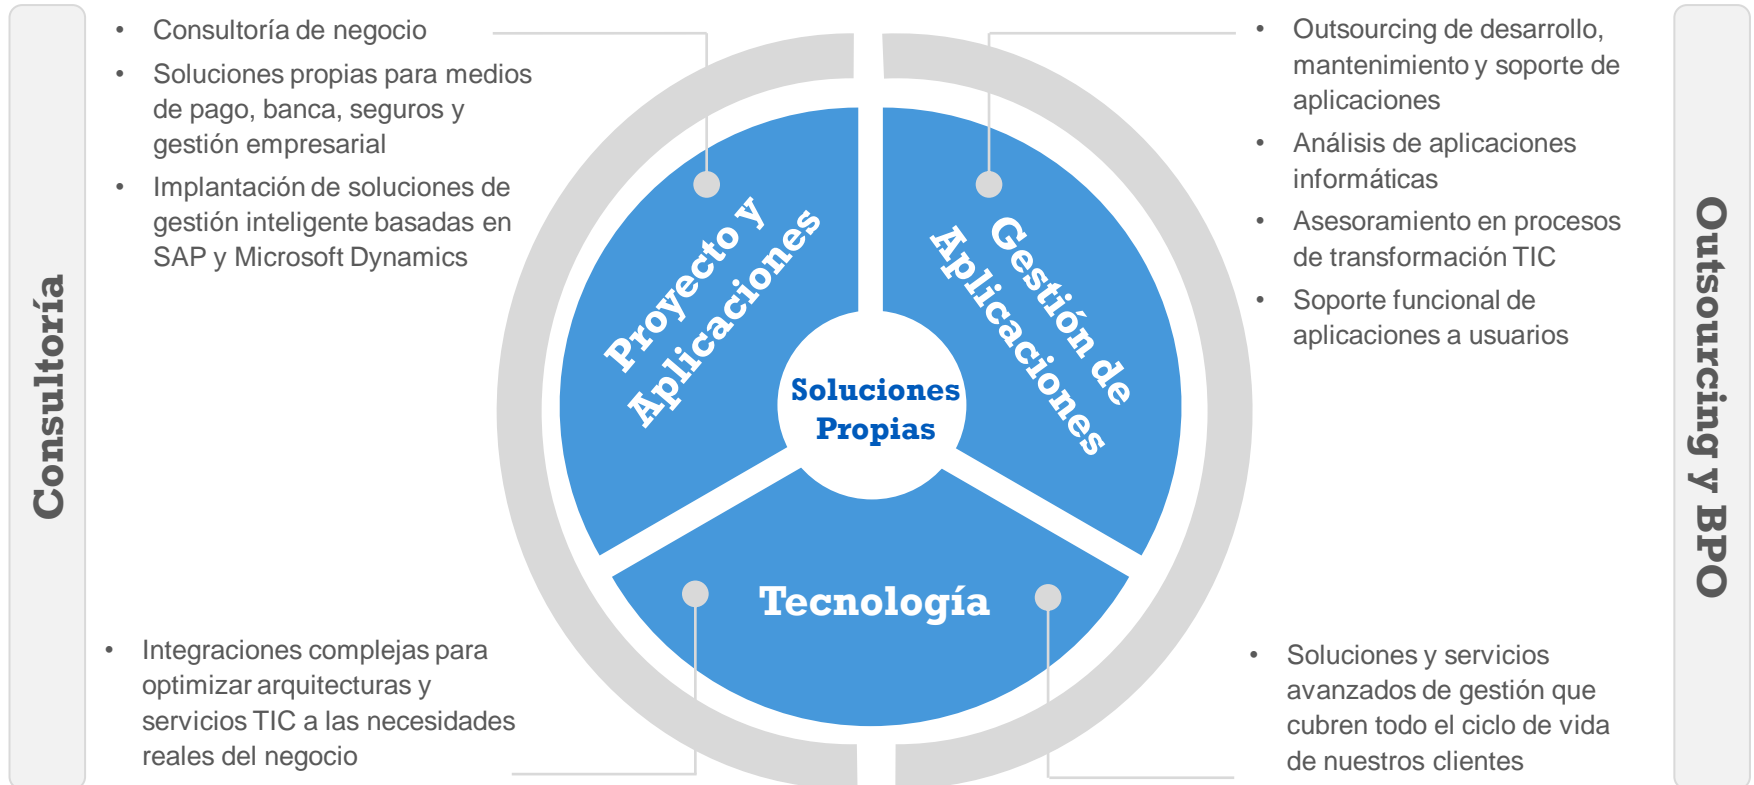 Consultoría
• Consultoría de negocio
• Soluciones propias para medios
de pago, banca, seguros y
gestión empresarial
• Implantación de soluciones de
gestión inteligente basadas en
SAP y Microsoft Dynamics
• Integraciones complejas para
optimizar arquitecturas y
servicios TIC a las necesidades
reales del negocio
Proyecto y
Aplicaciones
Gestión de
Aplicaciones
Soluciones
Propias
Tecnología
• Outsourcing de desarrollo,
mantenimiento y soporte de
aplicaciones
• Análisis de aplicaciones
informáticas
• Asesoramiento en procesos
de transformación TIC
• Soporte funcional de
aplicaciones a usuarios
• Soluciones y servicios
avanzados de gestión que
cubren todo el ciclo de vida
de nuestros clientes
Outsourcing y BPO